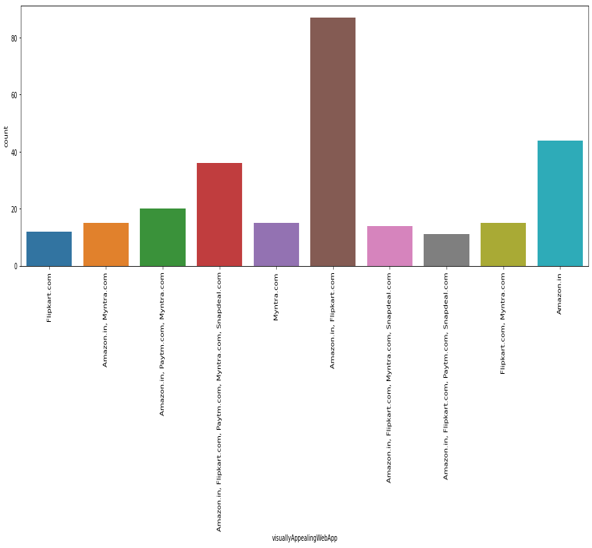 80
60
40
20
0
count
Flipkart.com
Amazon.in, Myntra.com
Amazon.in, Paytm.com, Myntra.com
Amazon.in, Flipkart.com, Paytm.com, Myntra.com, Snapdeal.com
Myntra.com
Amazon.in, Flipkart.com
Amazon.in, Flipkart.com, Myntra.com, Snapdeal.com
Amazon.in, Flipkart.com, Paytm.com, Snapdeal.com
Flipkart.com, Myntra.com
Amazon.in
visuallyAppealingWebApp